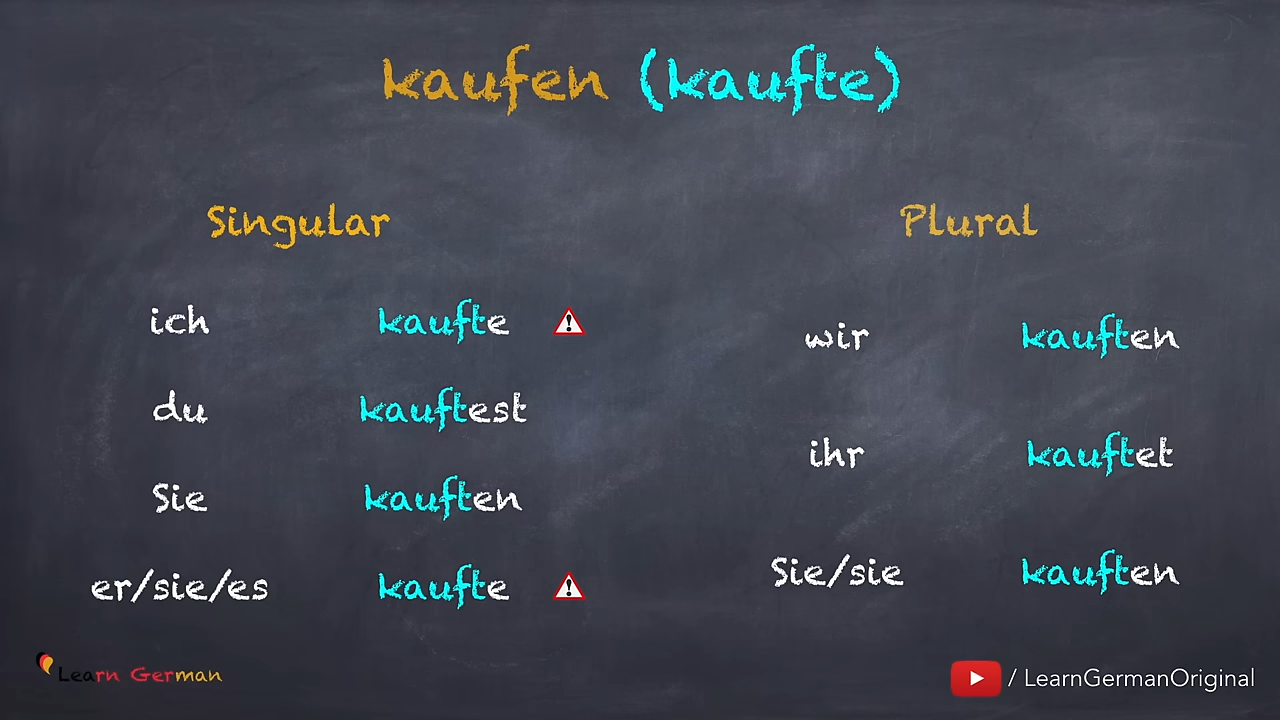 kaufen (kaufte)
Singular
ich kaufte
du kauftest
Sie kauften
er/sie/es kaufte
Plural
wir kauften
ihr kauftet
Sie/sie kauften
Learn German
/ LearnGermanOriginal